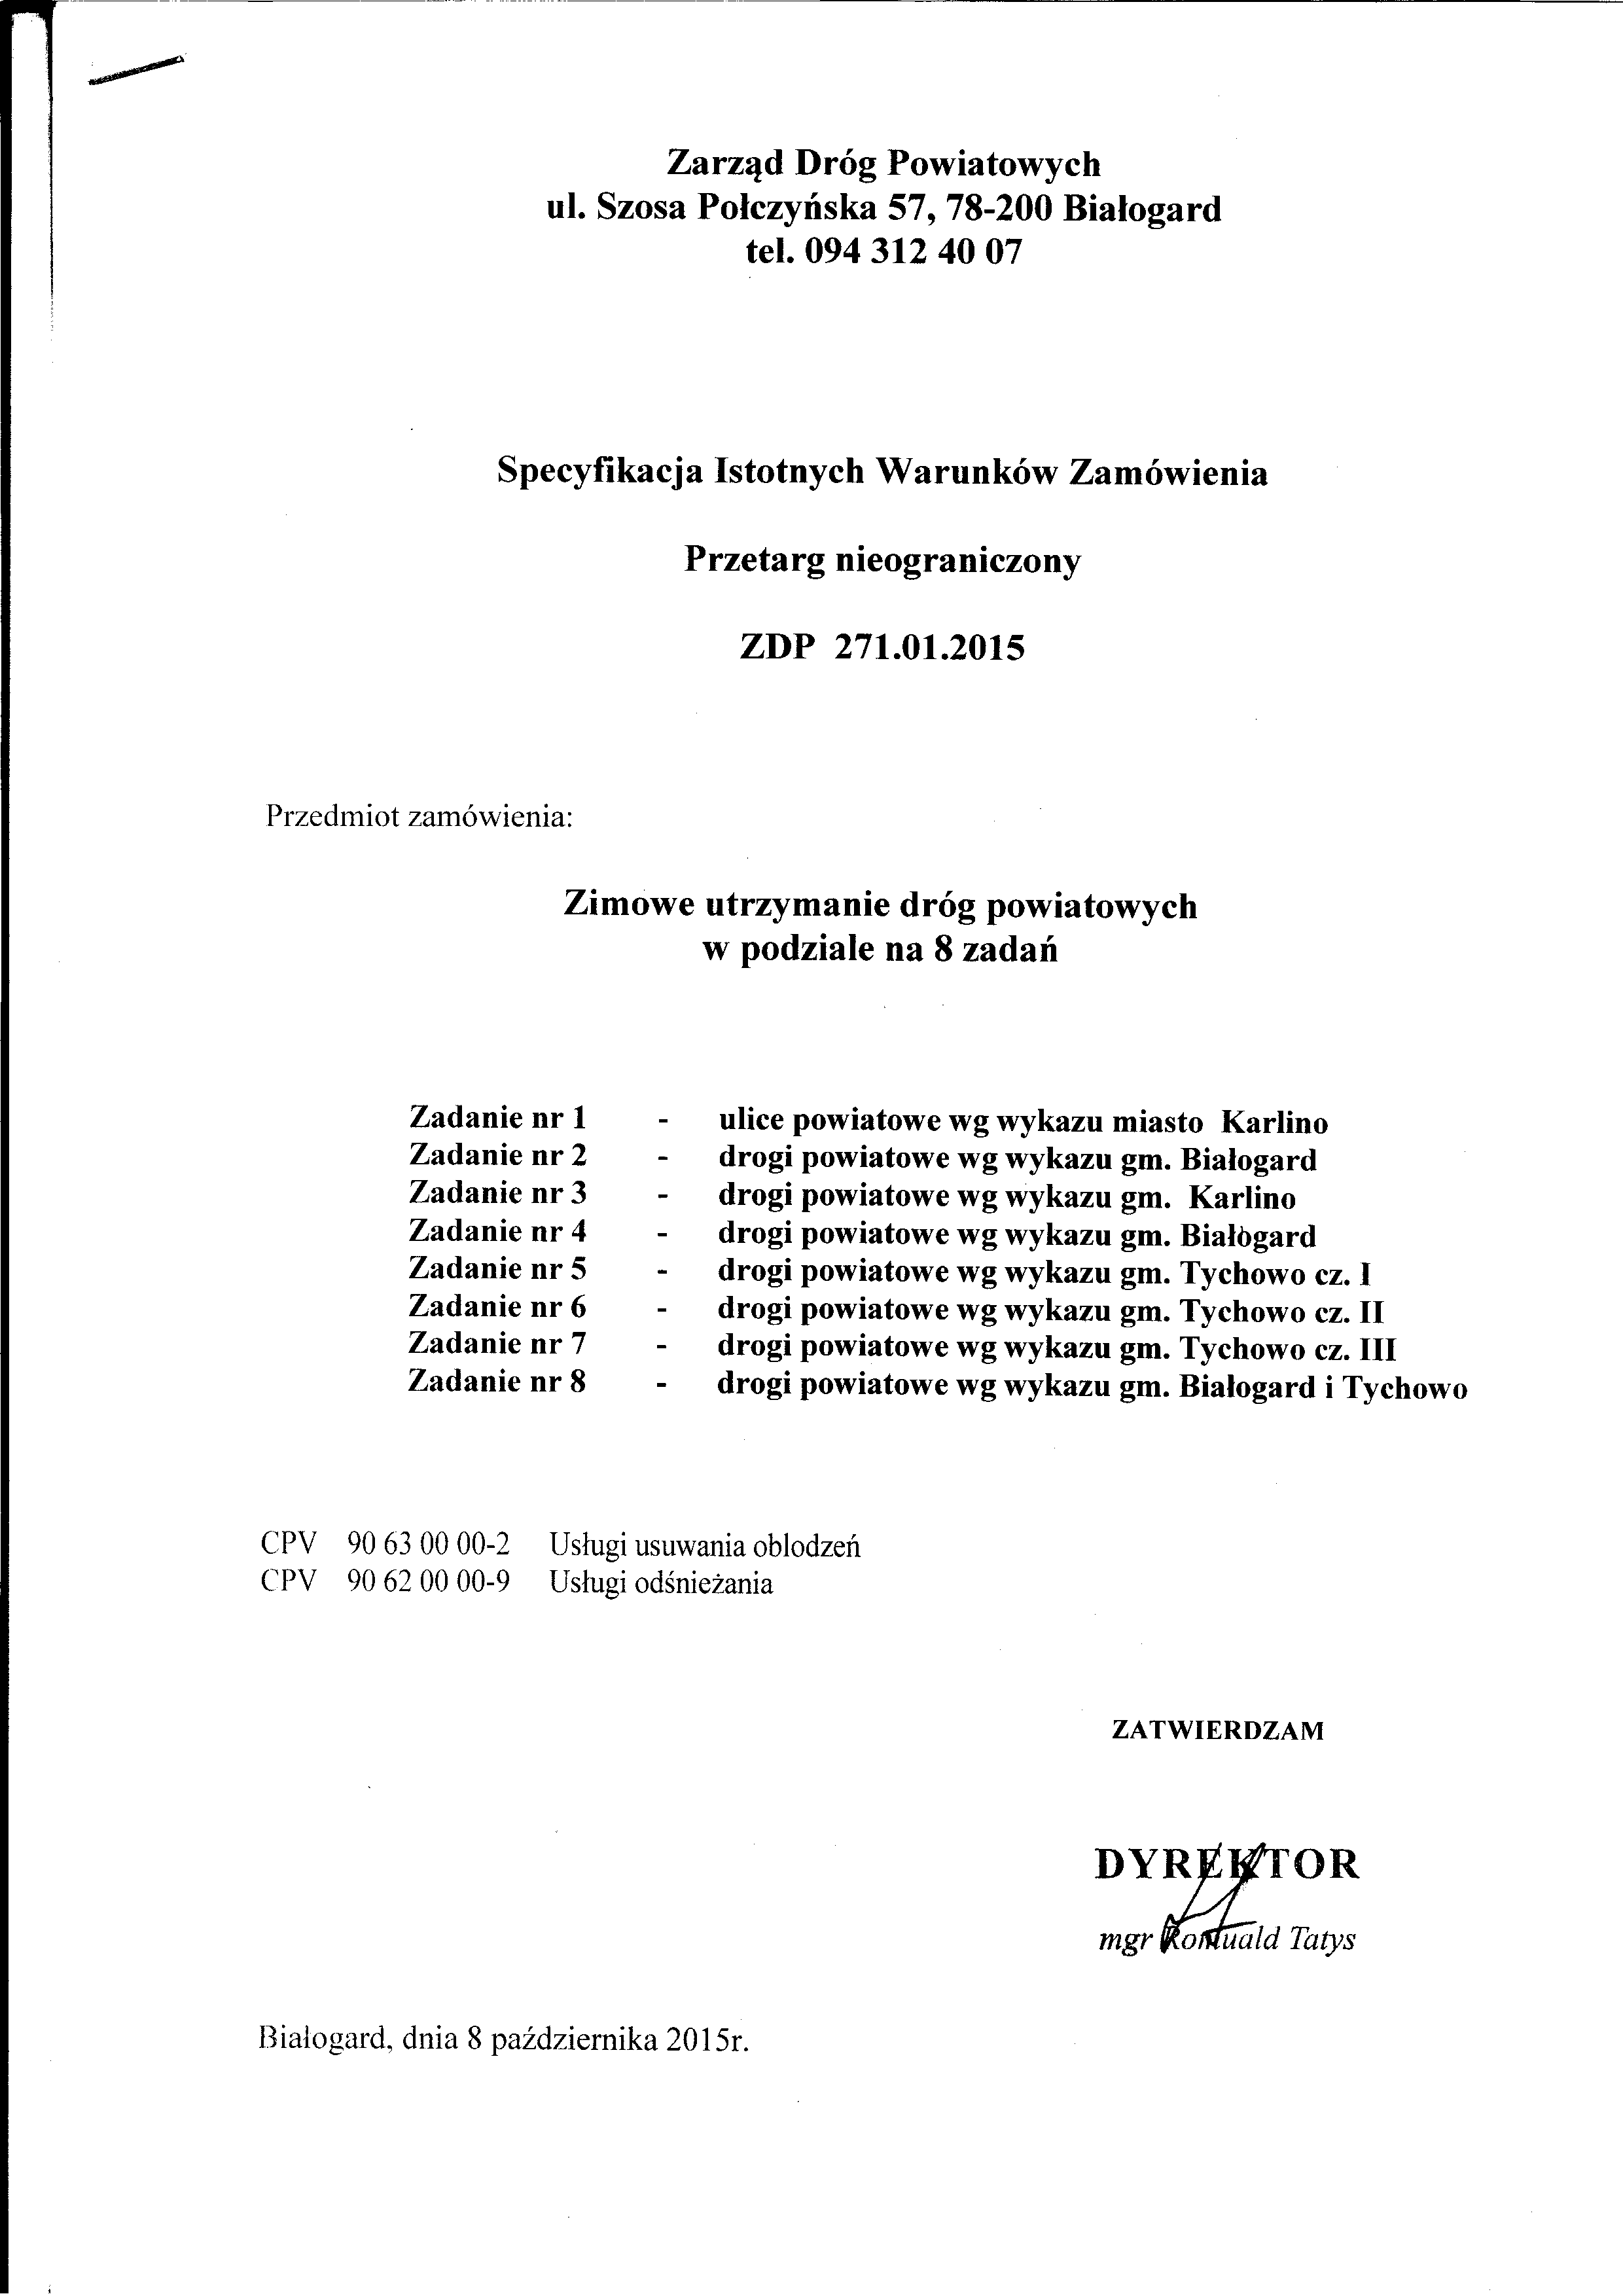 Zarząd Dróg Powiatowych
ul. Szosa Połczyńska 57, 78-200 Białogard
tel. 094 312 40 07
Specyfikacja Istotnych Warunków Zamówienia
Przetarg nieograniczony
ZDP 271.01.2015
Przedmiot zamówienia:
Zimowe utrzymanie dróg powiatowych
w podziale na 8 zadań
Zadanie nr 1 - ulice powiatowe wg wykazu miasto Karlino
Zadanie nr 2 - drogi powiatowe wg wykazu gm. Białogard
Zadanie nr 3 - drogi powiatowe wg wykazu gm. Karlino
Zadanie nr 4 - drogi powiatowe wg wykazu gm. Białogard
Zadanie nr 5 - drogi powiatowe wg wykazu gm. Tychowo cz. I
Zadanie nr 6 - drogi powiatowe wg wykazu gm. Tychowo cz. II
Zadanie nr 7 - drogi powiatowe wg wykazu gm. Tychowo cz. III
Zadanie nr 8 - drogi powiatowe wg wykazu gm. Białogard i Tychowo
CPV 90 63 00 00-2 Usługi usuwania oblodzeń
CPV 90 62 00 00-9 Usługi odśnieżania
ZATWIERDZAM
DYREKTOR
mgr Romuald Tatys
Białogard, dnia 8 października 2015r.